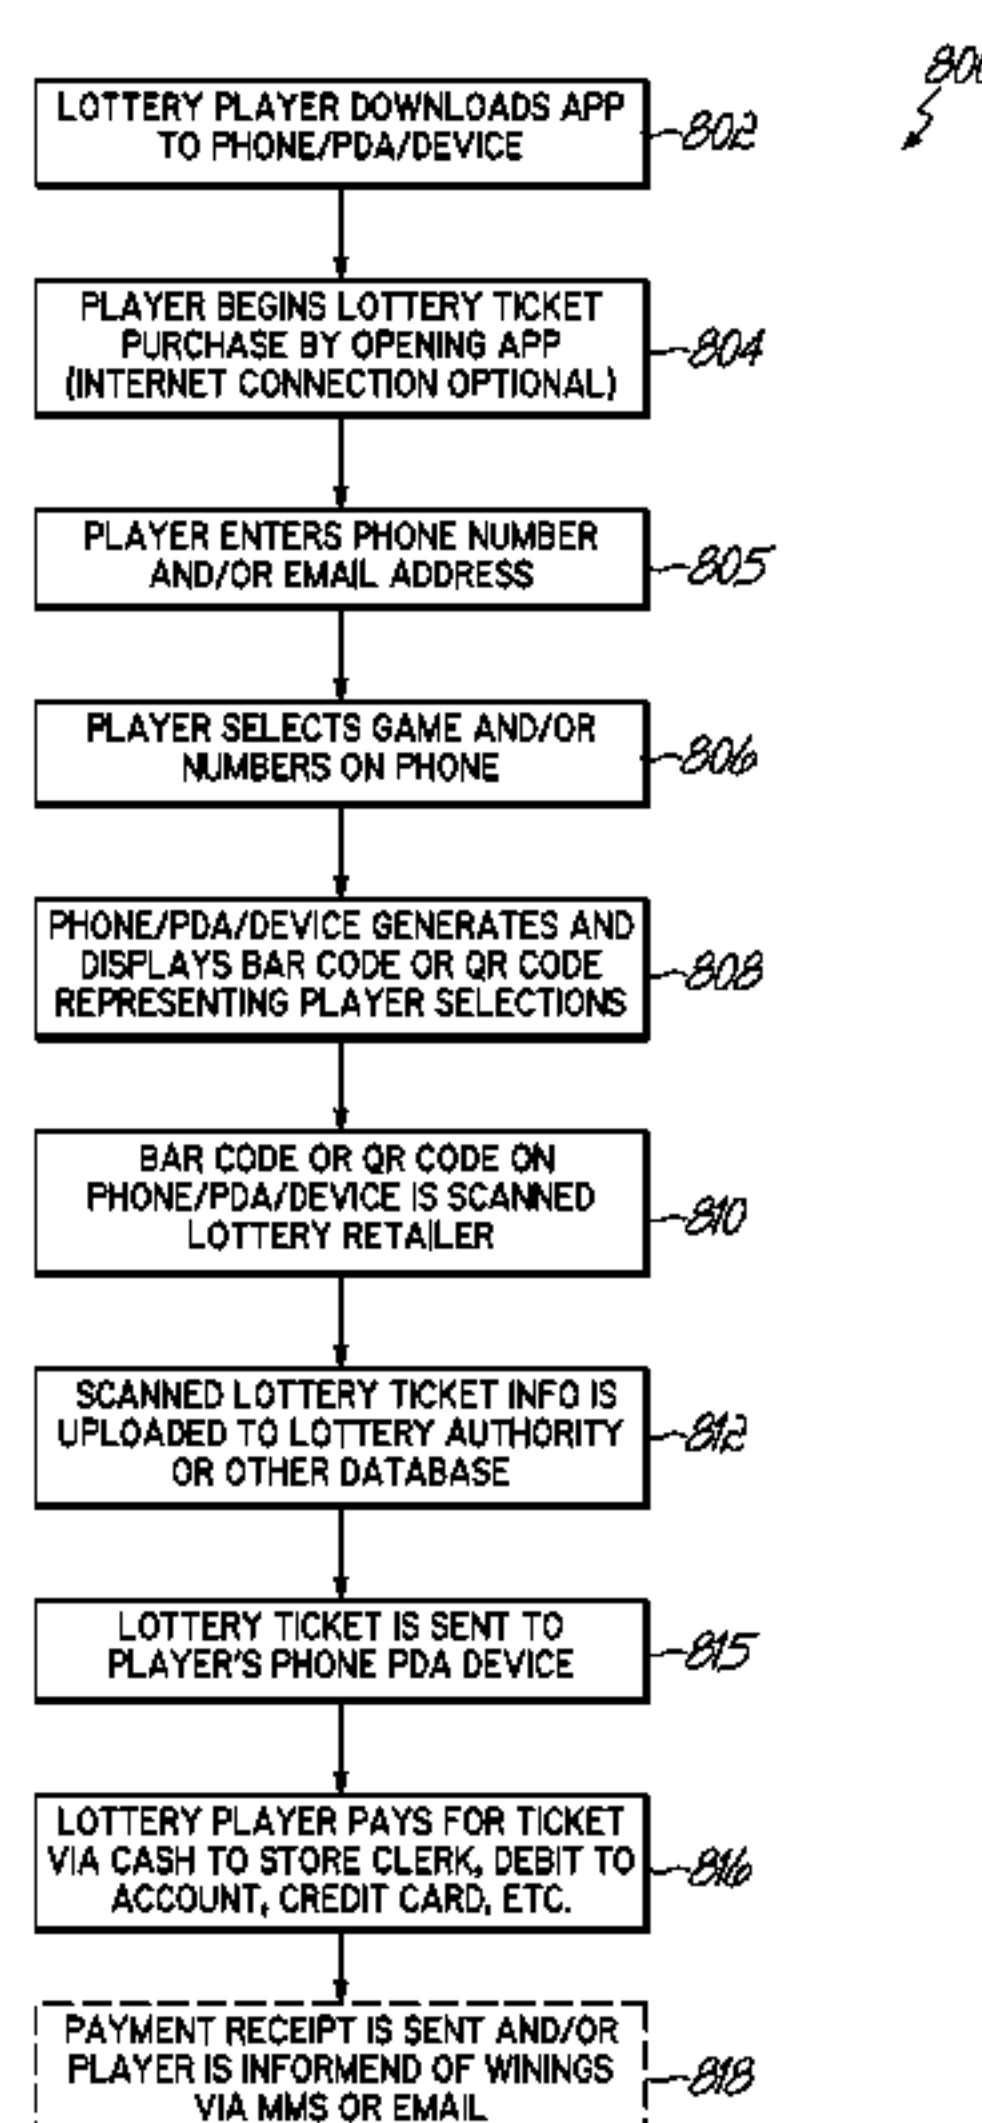 800
LOTTERY PLAYER DOWNLOADS APP
TO PHONE/PDA/DEVICE
802
PLAYER BEGINS LOTTERY TICKET
PURCHASE BY OPENING APP
(INTERNET CONNECTION OPTIONAL)
804
PLAYER ENTERS PHONE NUMBER
AND/OR EMAIL ADDRESS
805
PLAYER SELECTS GAME AND/OR
NUMBERS ON PHONE
806
PHONE/PDA/DEVICE GENERATES AND
DISPLAYS BAR CODE OR QR CODE
REPRESENTING PLAYER SELECTIONS
808
BAR CODE OR QR CODE ON
PHONE/PDA/DEVICE IS SCANNED
LOTTERY RETAILER
810
SCANNED LOTTERY TICKET INFO IS
UPLOADED TO LOTTERY AUTHORITY
OR OTHER DATABASE
812
LOTTERY TICKET IS SENT TO
PLAYER'S PHONE PDA DEVICE
815
LOTTERY PLAYER PAYS FOR TICKET
VIA CASH TO STORE CLERK, DEBIT TO
ACCOUNT, CREDIT CARD, ETC.
816
PAYMENT RECEIPT IS SENT AND/OR
PLAYER IS INFORMEND OF WININGS
VIA MMS OR EMAIL
818